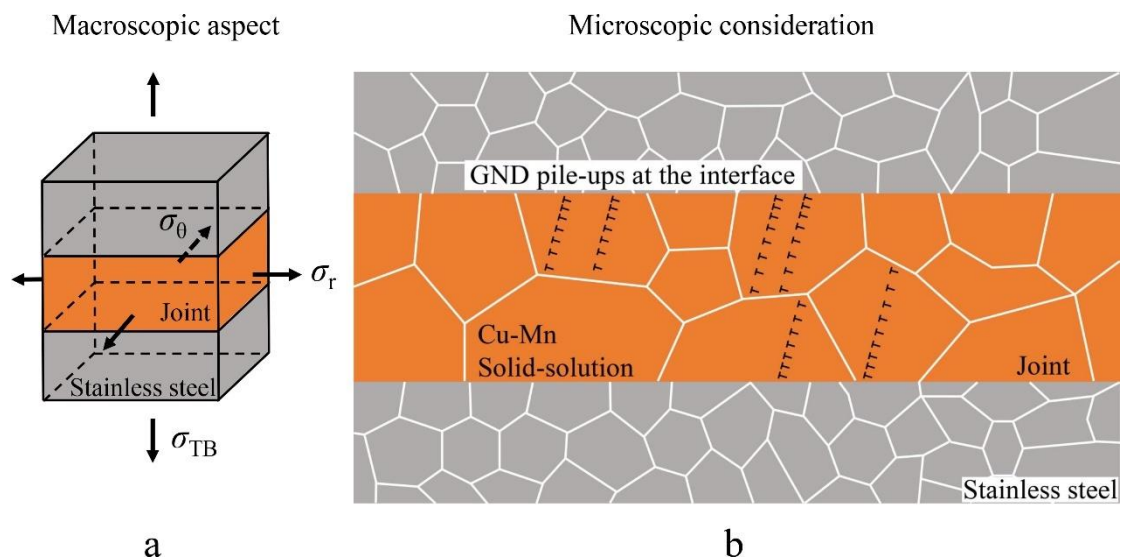 Macroscopic aspect
Microscopic consideration
σθ
σr
Joint
Stainless steel
σTB
GND pile-ups at the interface
Cu-Mn
Solid-solution
Joint
Stainless steel
a
b